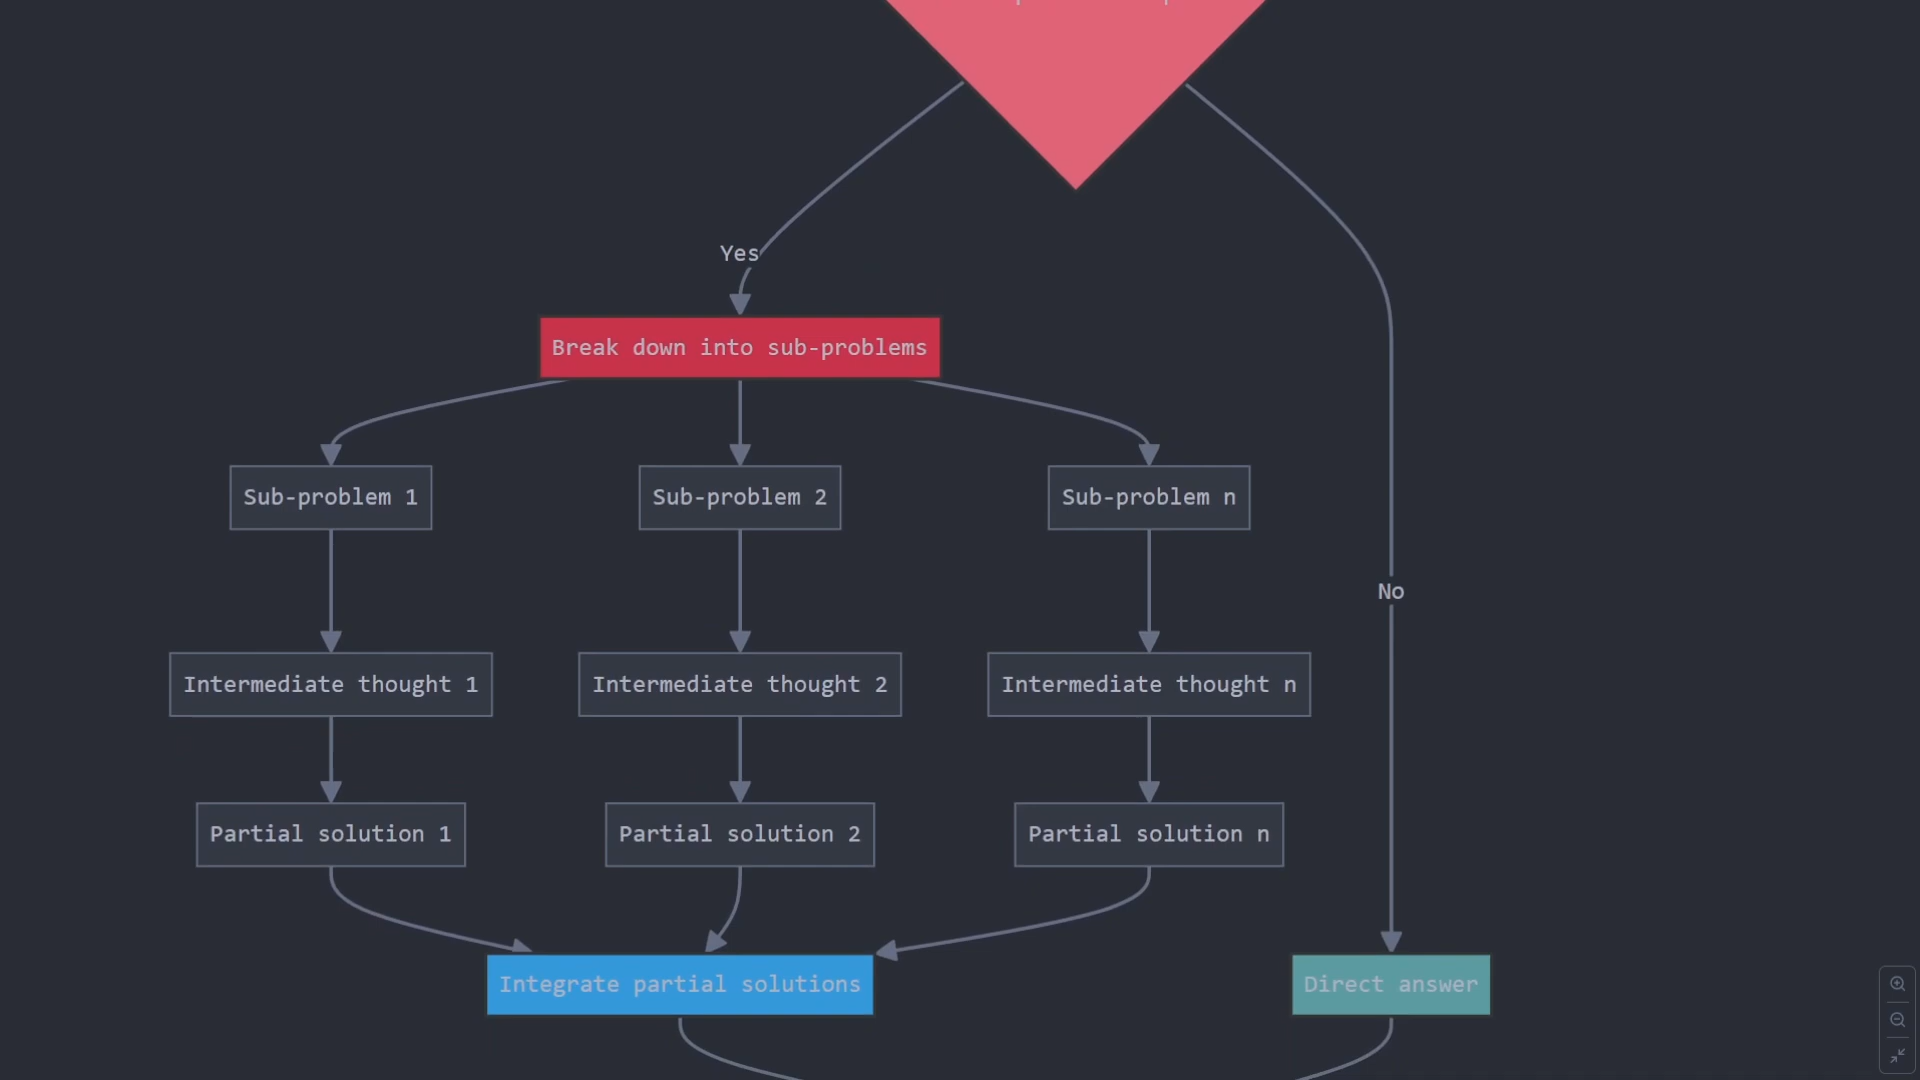 Yes
Break down into sub-problems
Sub-problem 1
Sub-problem 2
Sub-problem n
No
Intermediate thought 1
Intermediate thought 2
Intermediate thought n
Partial solution 1
Partial solution 2
Partial solution n
Integrate partial solutions
Direct answer